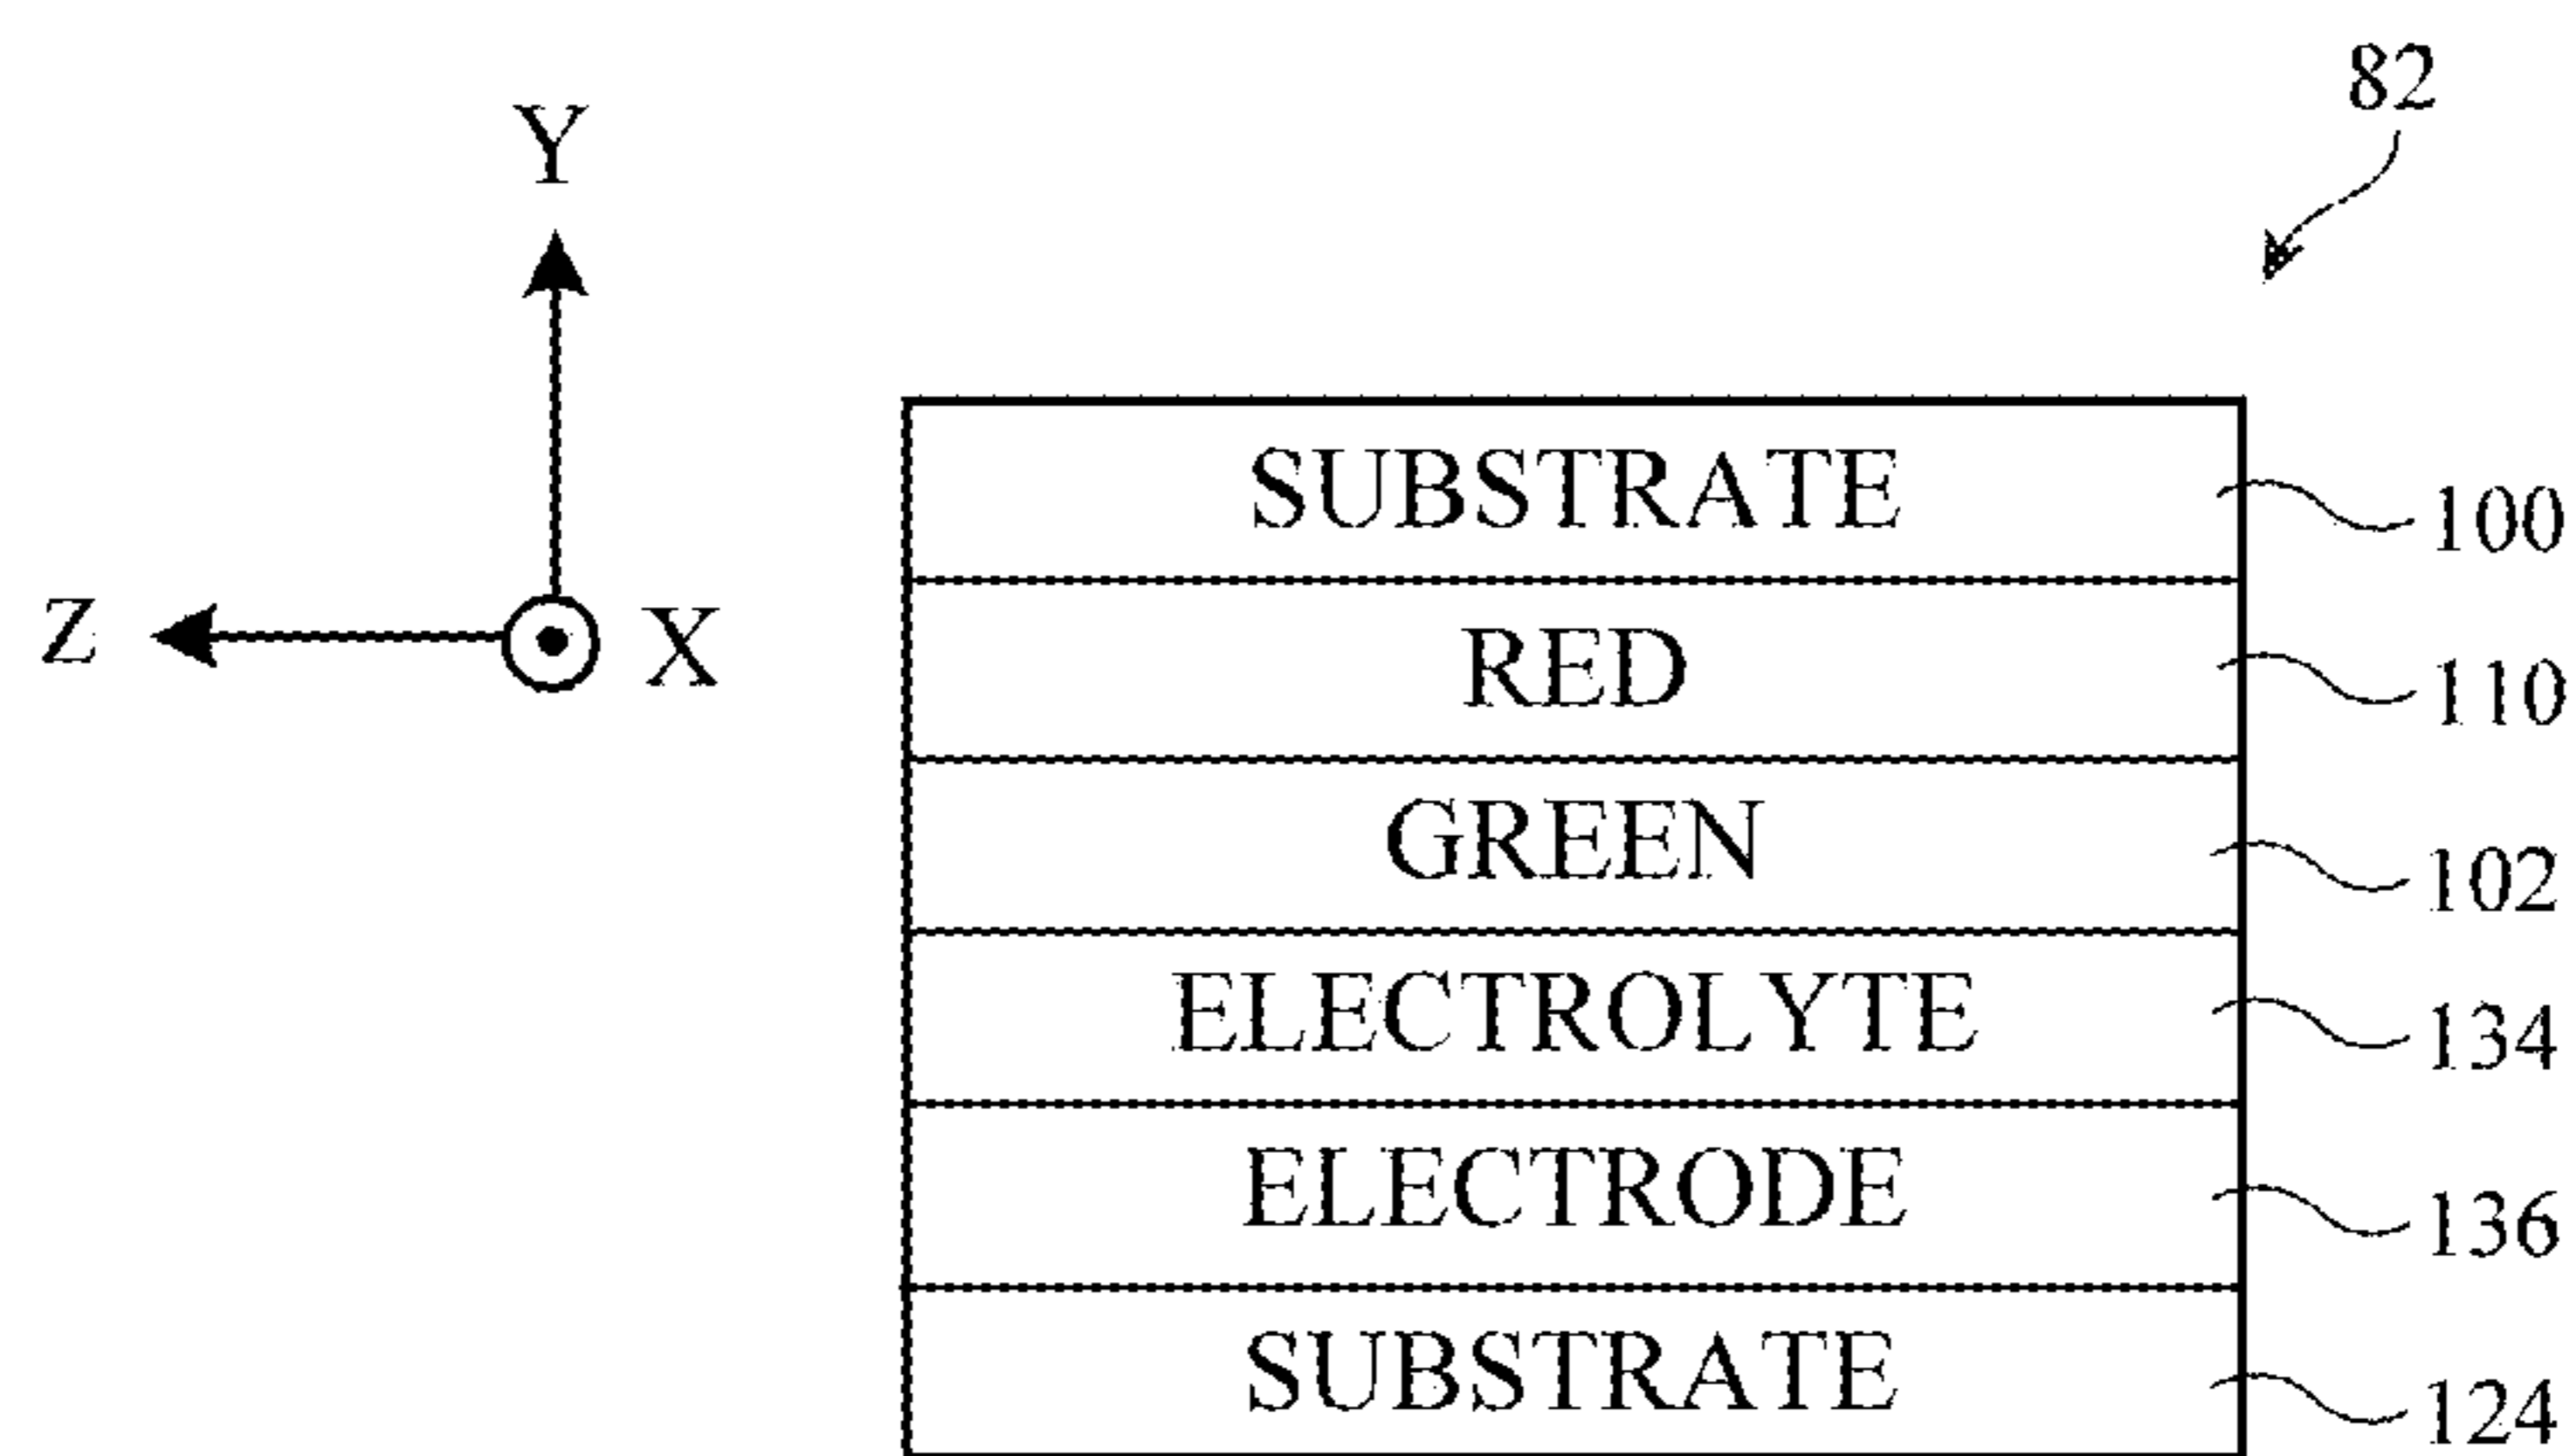 82
Y
Z X
SUBSTRATE 100
RED 110
GREEN 102
ELECTROLYTE 134
ELECTRODE 136
SUBSTRATE 124